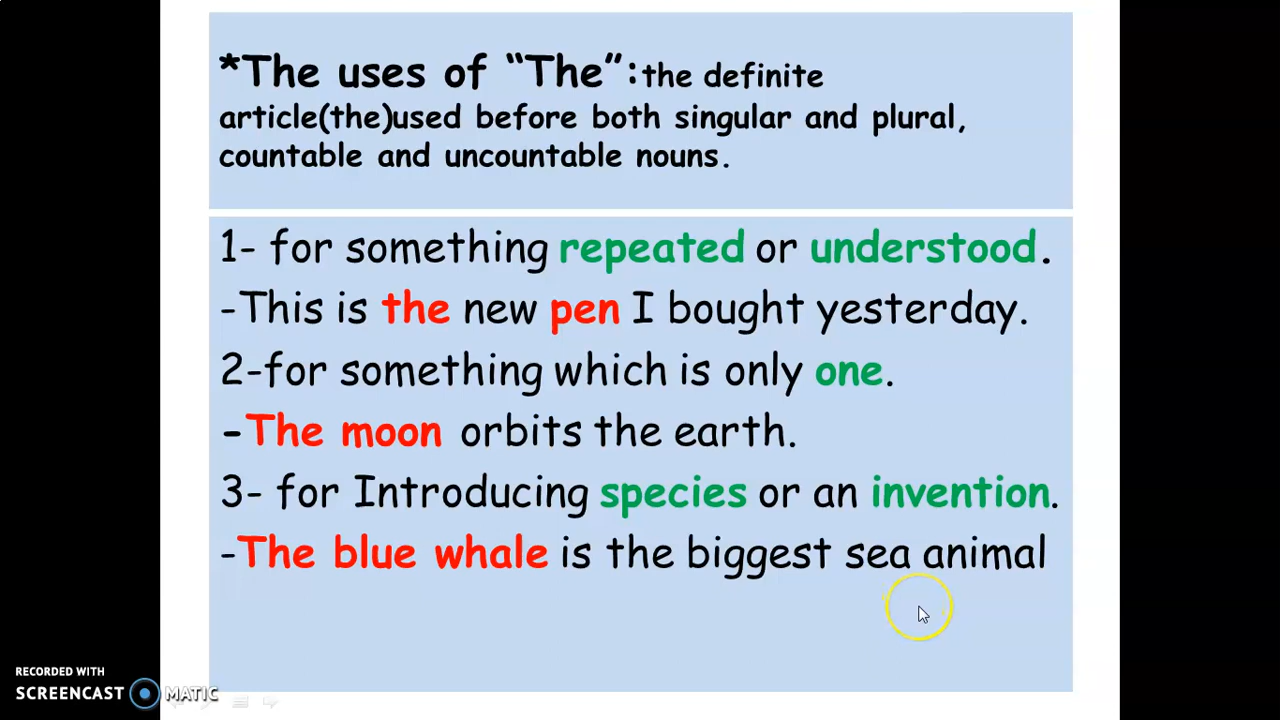 *The uses of “The”:the definite
article(the)used before both singular and plural,
countable and uncountable nouns.
1- for something repeated or understood.
-This is the new pen I bought yesterday.
2-for something which is only one.
-The moon orbits the earth.
3- for Introducing species or an invention.
-The blue whale is the biggest sea animal
RECORDED WITH
SCREENCAST MATIC